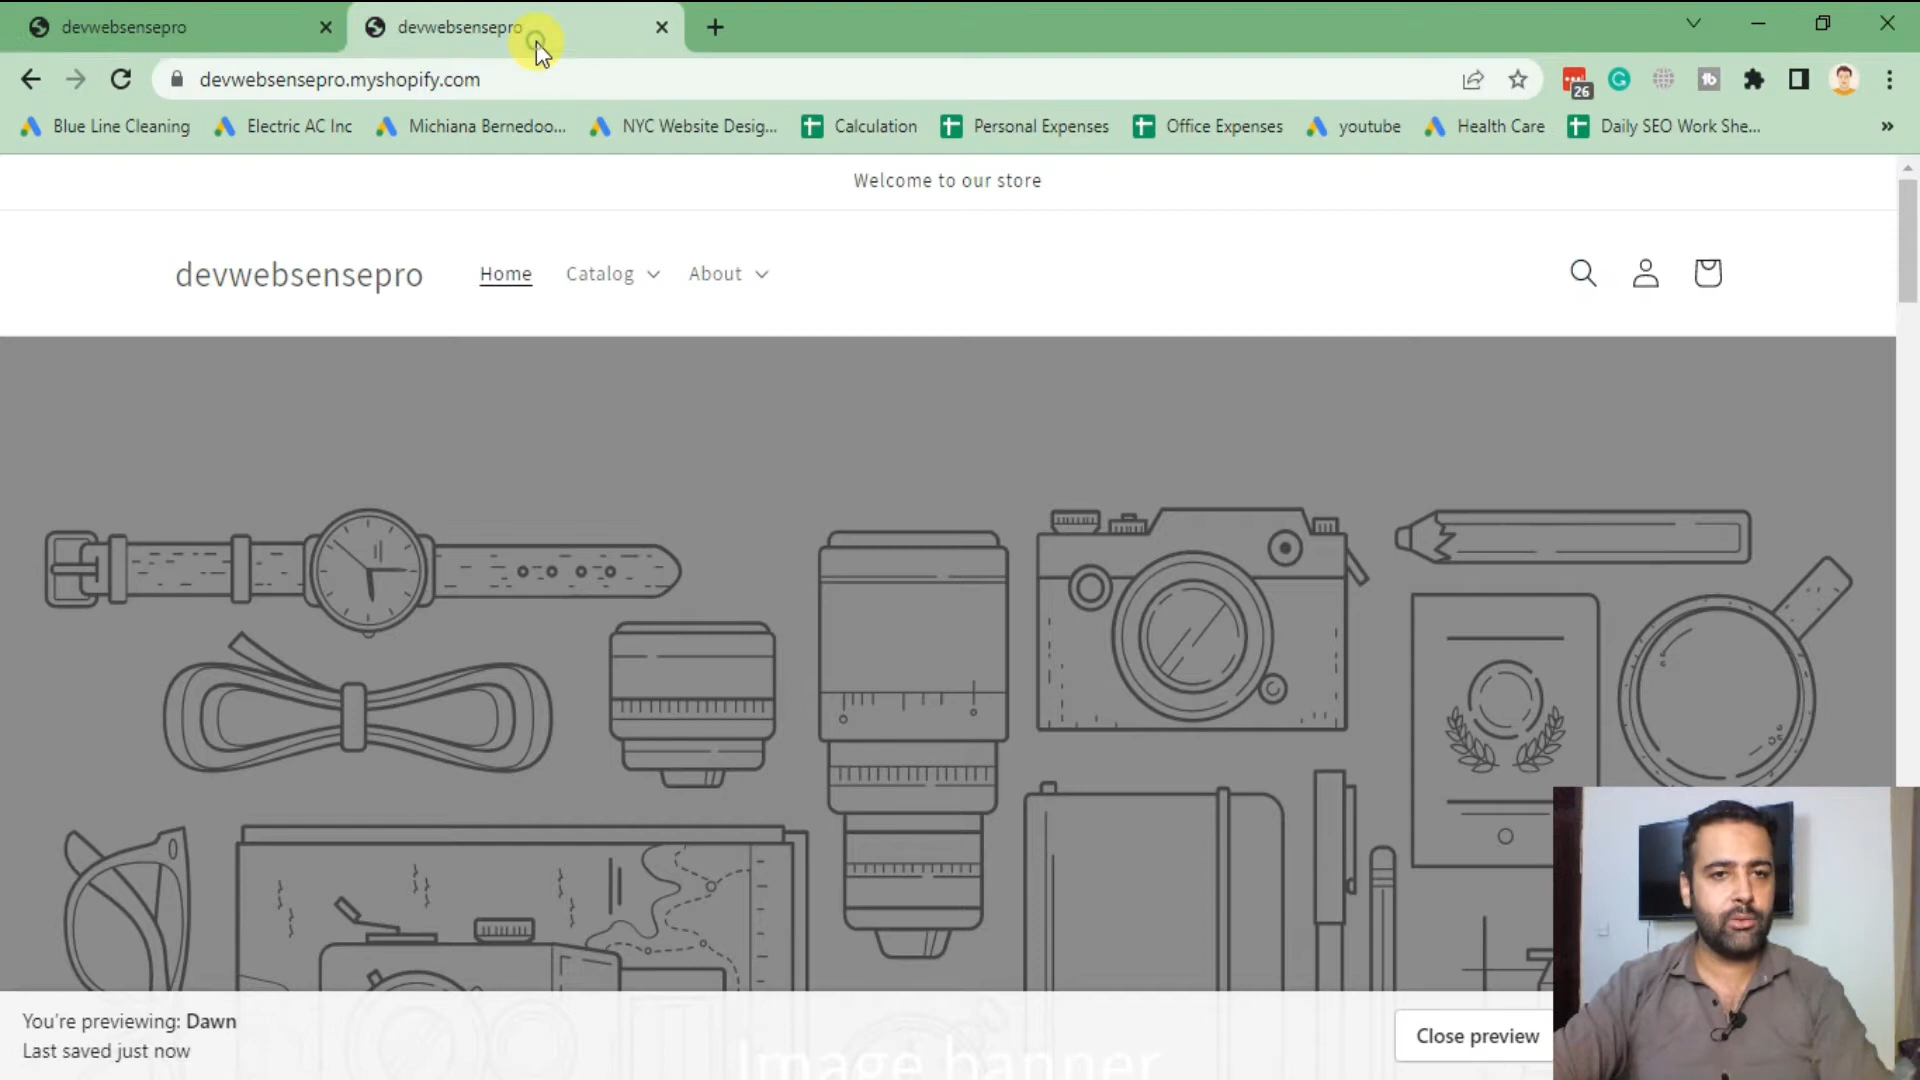 devwebsensepro
devwebsensepro
devwebsensepro.myshopify.com
26
Blue Line Cleaning
Electric AC Inc
Michiana Bernedoo...
NYC Website Desig...
Calculation
Personal Expenses
Office Expenses
youtube
Health Care
Daily SEO Work She...
Welcome to our store
devwebsensepro
Home
Catalog
About
You're previewing: Dawn
Last saved just now
Close preview
Image banner